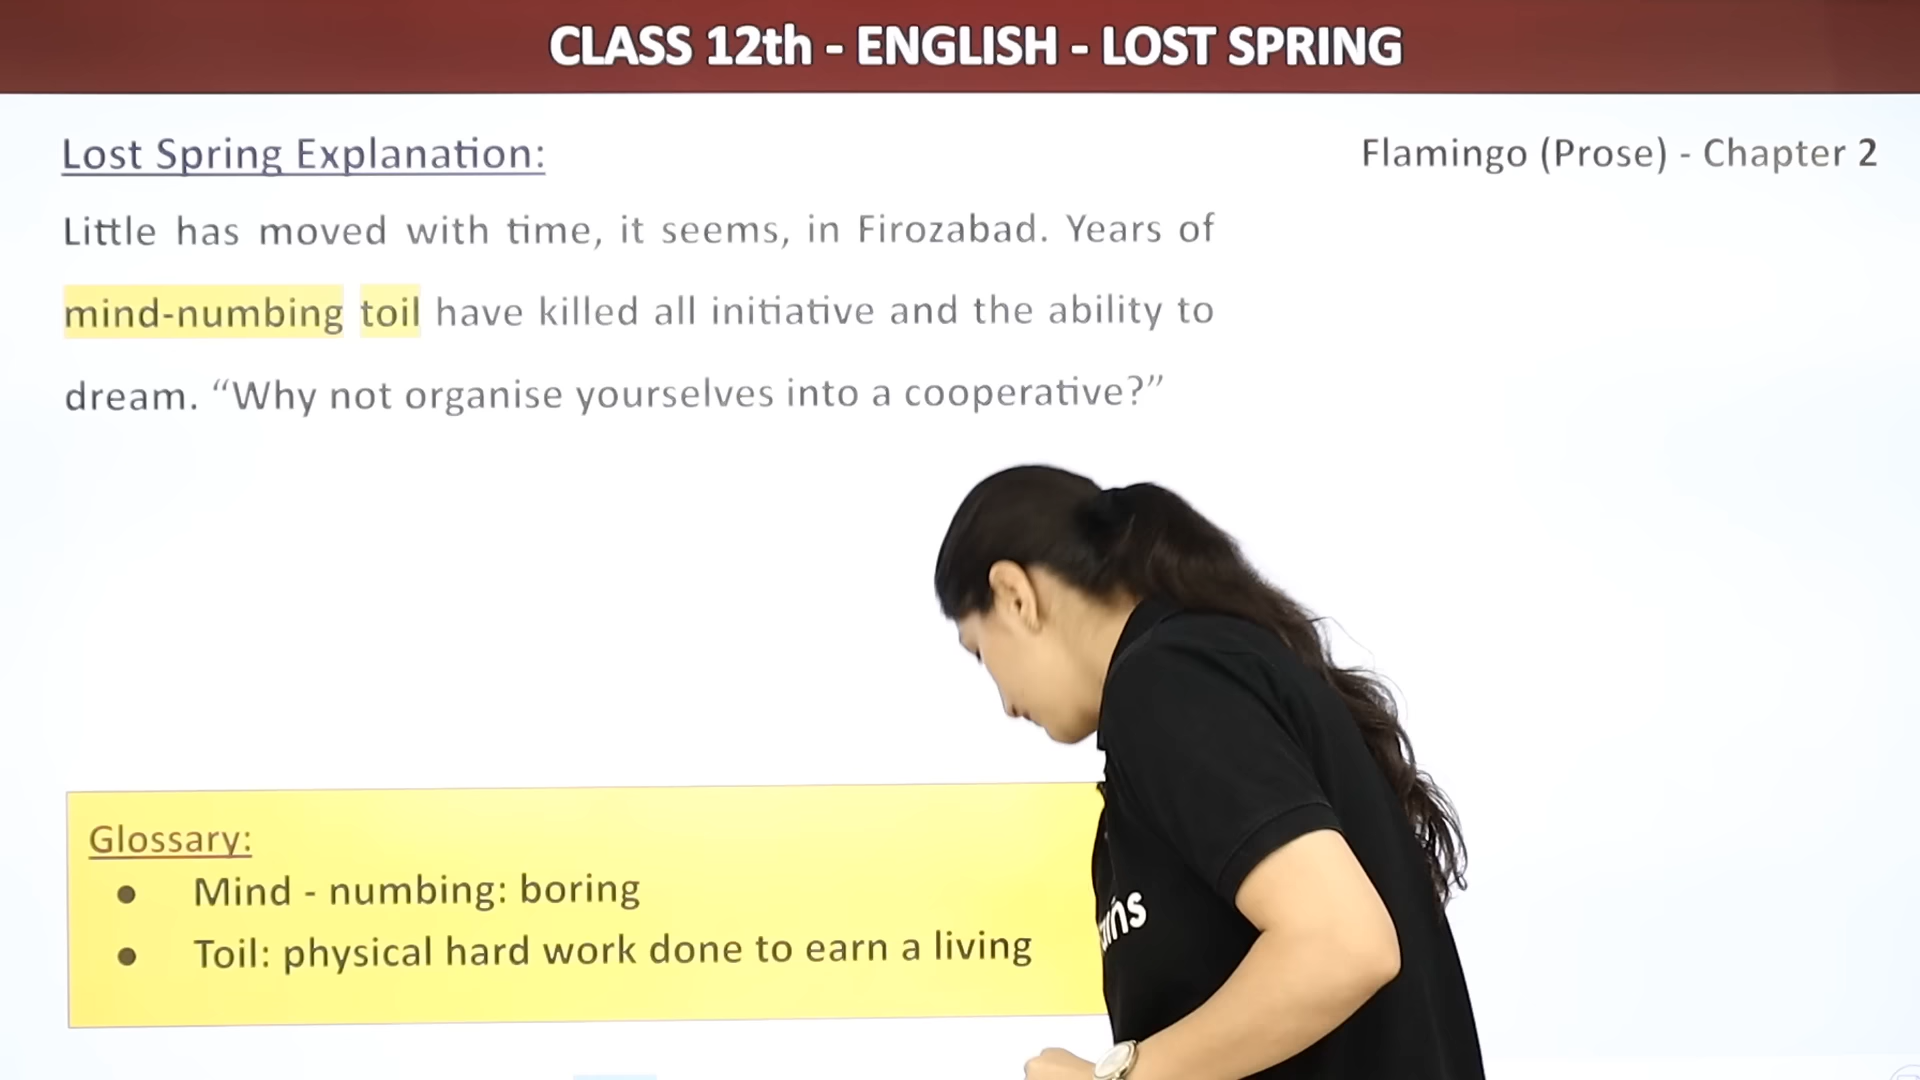 CLASS 12th - ENGLISH - LOST SPRING
Lost Spring Explanation:
Flamingo (Prose) - Chapter 2
Little has moved with time, it seems, in Firozabad. Years of
mind-numbing toil have killed all initiative and the ability to
dream. “Why not organise yourselves into a cooperative?”
Glossary:
● Mind - numbing: boring
● Toil: physical hard work done to earn a living